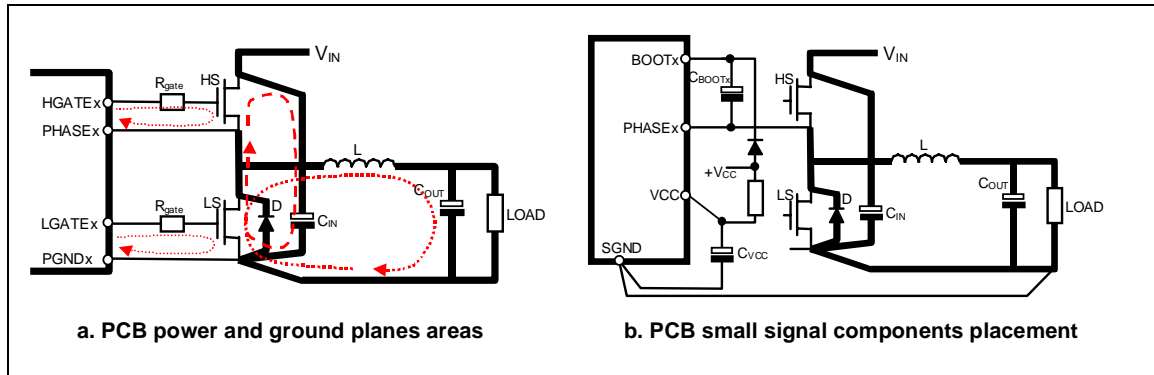 VIN
HS
Rgate
HGATEx
PHASEx
L
COUT
LOAD
D
CIN
LS
Rgate
LGATEx
PGNDx
a. PCB power and ground planes areas
VIN
BOOTx
HS
CBOOTx
PHASEx
L
+VCC
VCC
LS
D
CIN
COUT
LOAD
SGND
CVCC
b. PCB small signal components placement